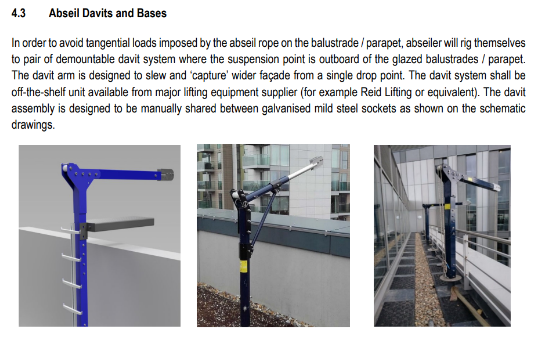 4.3 Abseil Davits and Bases
In order to avoid tangential loads imposed by the abseil rope on the balustrade / parapet, abseiler will rig themselves
to pair of demountable davit system where the suspension point is outboard of the glazed balustrades / parapet.
The davit arm is designed to slew and ‘capture’ wider façade from a single drop point. The davit system shall be
off-the-shelf unit available from major lifting equipment supplier (for example Reid Lifting or equivalent). The davit
assembly is designed to be manually shared between galvanised mild steel sockets as shown on the schematic
drawings.